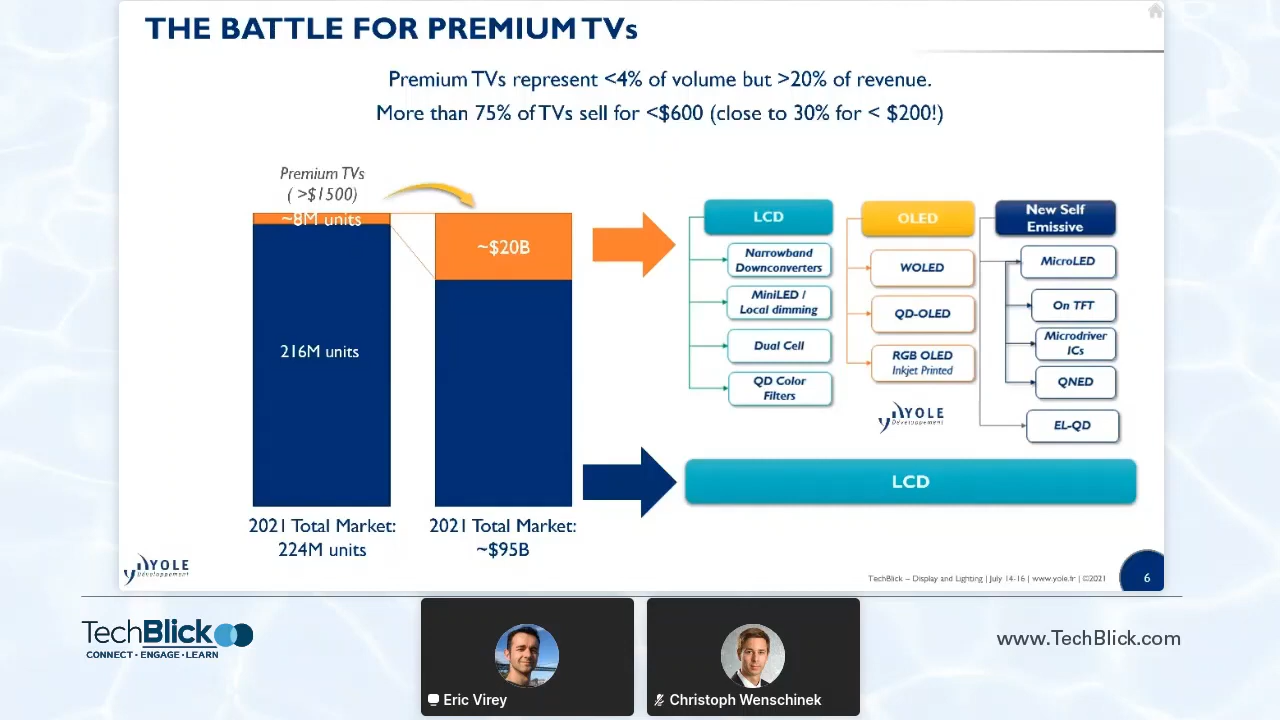 THE BATTLE FOR PREMIUM TVs
Premium TVs represent <4% of volume but >20% of revenue.
More than 75% of TVs sell for <$600 (close to 30% for < $200!)
Premium TVs
( >$1500)
~8M units
216M units
2021 Total Market:
224M units
~$20B
2021 Total Market:
~$95B
LCD
Narrowband
Downconverters
MiniLED /
Local dimming
Dual Cell
QD Color
Filters
OLED
WOLED
QD-OLED
RGB OLED
Inkjet Printed
New Self
Emissive
MicroLED
On TFT
Microdriver
ICs
QNED
EL-QD
YOLE
Développement
LCD
YOLE
Développement
TechBlick – Display and Lighting | July 14-16 | www.yole.fr | ©2021
6
TechBlick
CONNECT · ENGAGE · LEARN
Eric Virey
Christoph Wenschinek
www.TechBlick.com